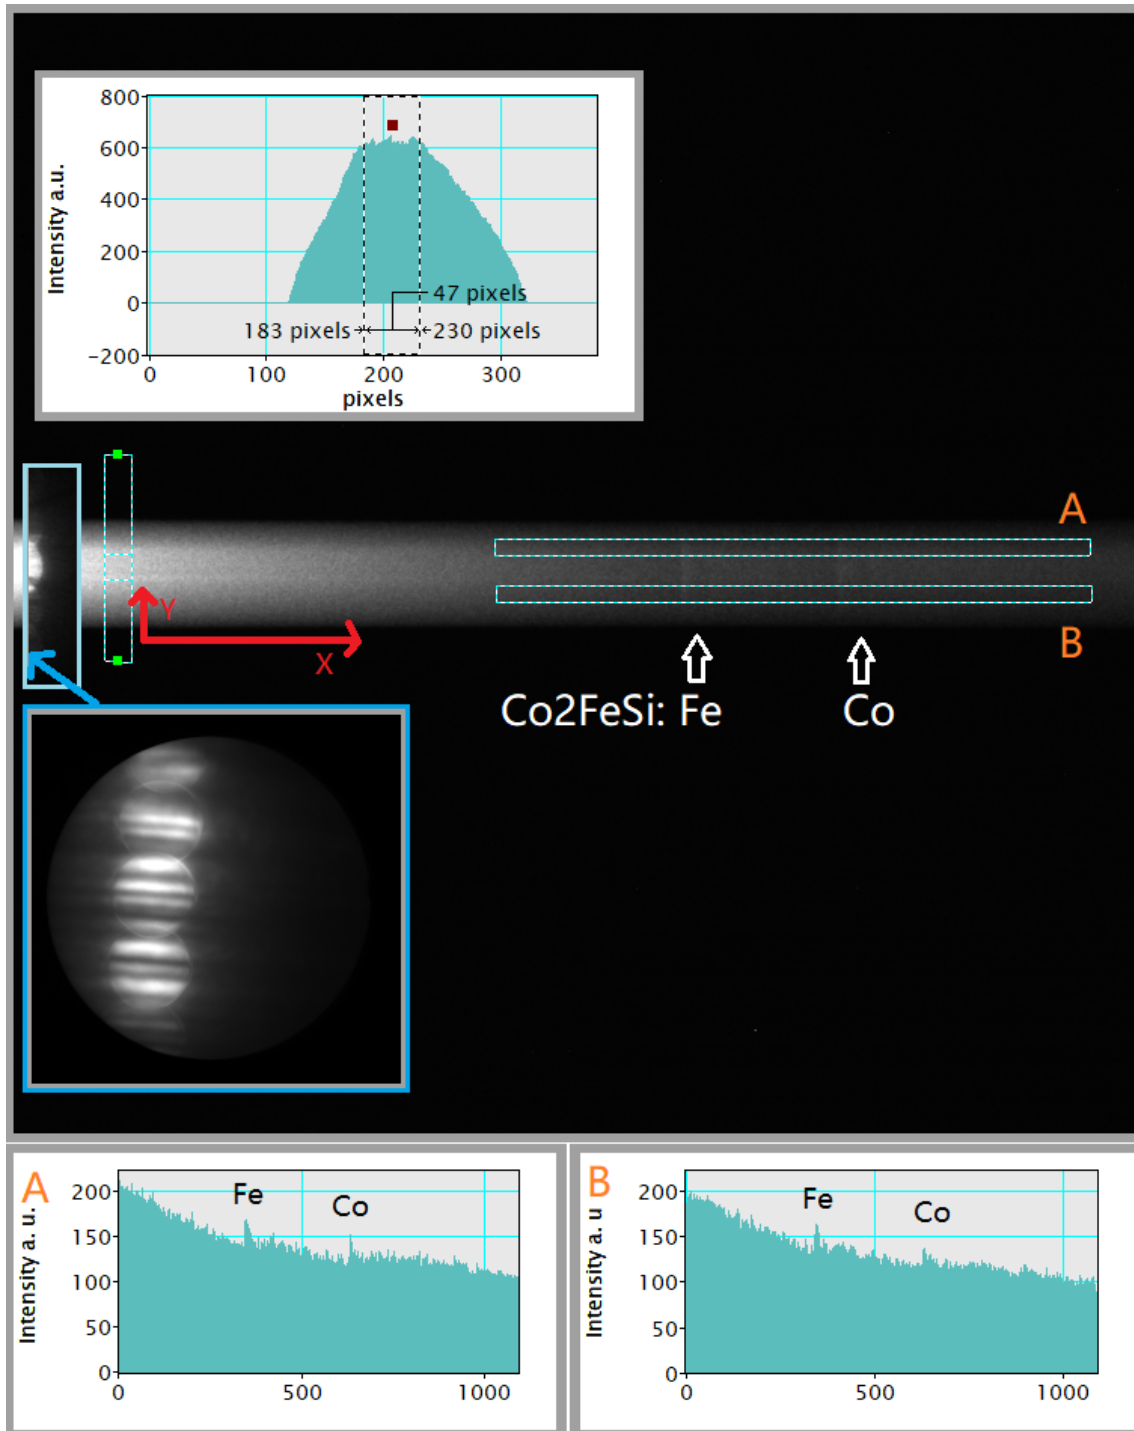 800
600
400
200
0
-200
Intensity a.u.
47 pixels
183 pixels
230 pixels
0 100 200 300
pixels
A
Y
X
B
Co2FeSi: Fe
Co
A
Intensity a. u.
200
150
100
50
0
Fe
Co
0 500 1000
B
Intensity a. u
200
150
100
50
0
Fe
Co
0 500 1000